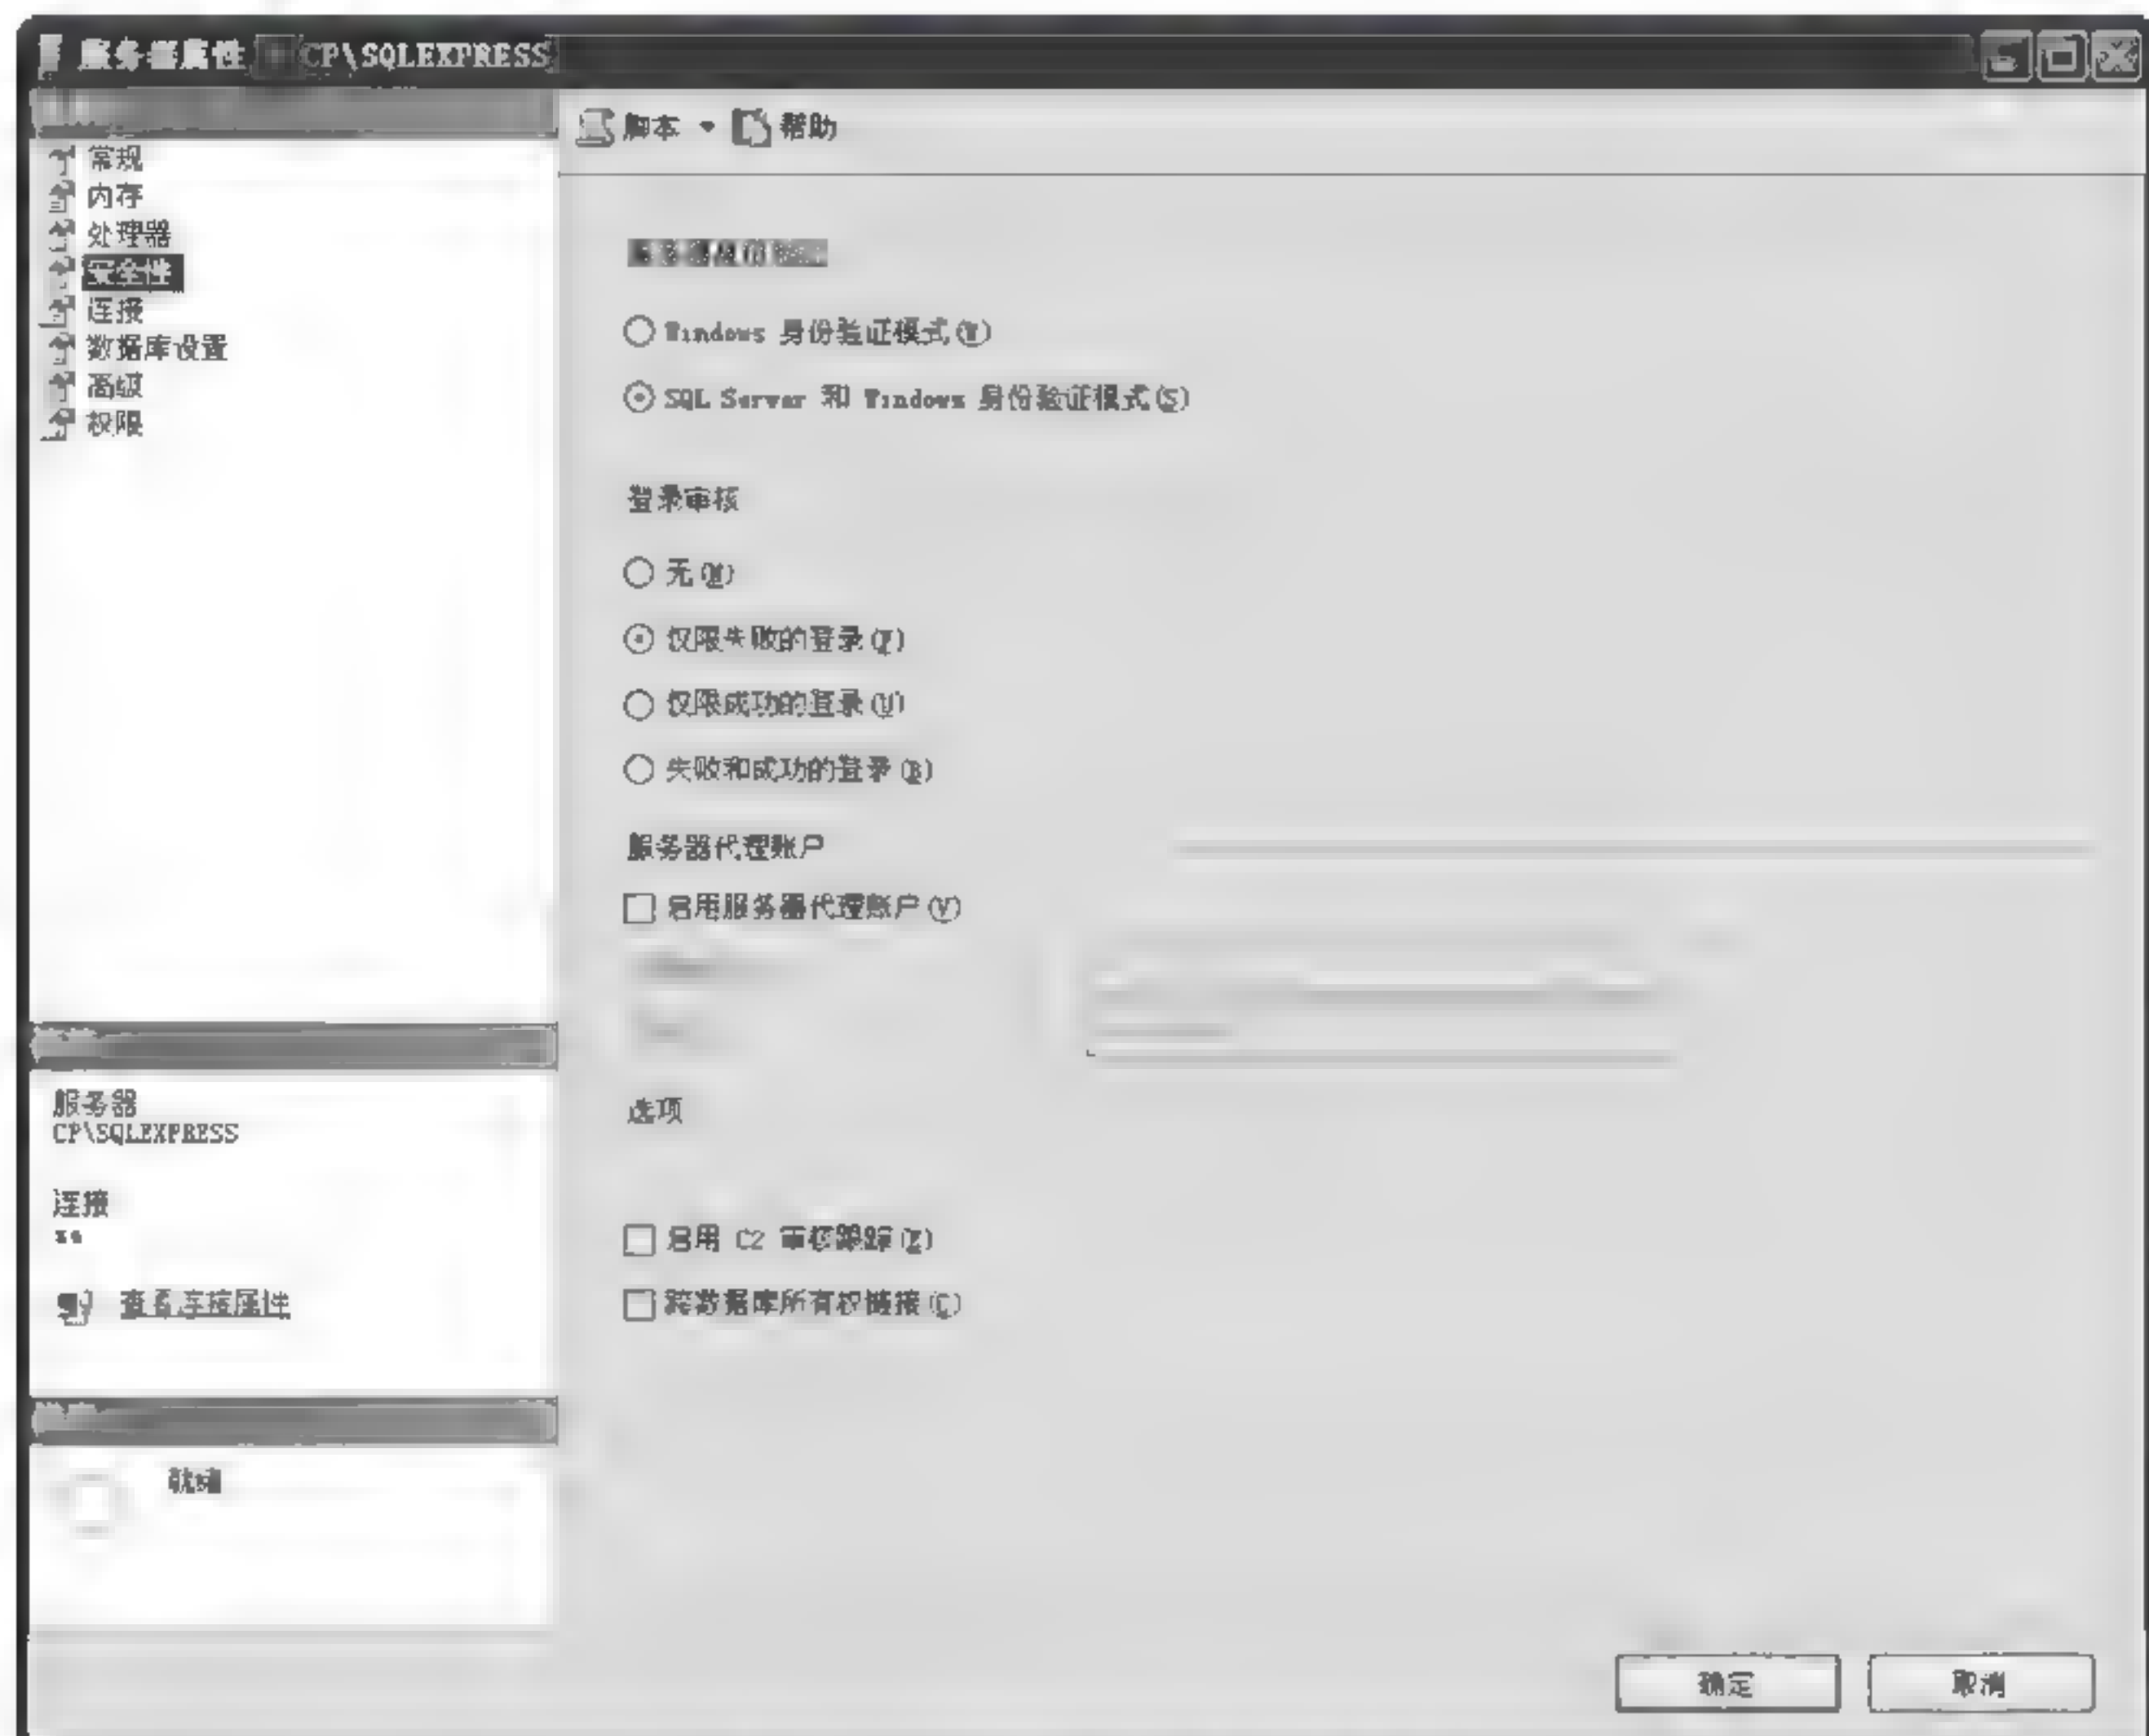 服务器属性 - CP\SQLEXPRESS
常规
内存
处理器
安全性
连接
数据库设置
高级
权限
服务器
CP\SQLEXPRESS
连接
sa
查看连接属性
就绪
脚本 帮助
Windows 身份验证模式(W)
SQL Server 和 Windows 身份验证模式(S)
登录审核
无(N)
仅限失败的登录(F)
仅限成功的登录(U)
失败和成功的登录(B)
服务器代理账户
启用服务器代理账户(V)
选项
启用 C2 审核跟踪(Z)
跨数据库所有权链接(C)
确定 取消